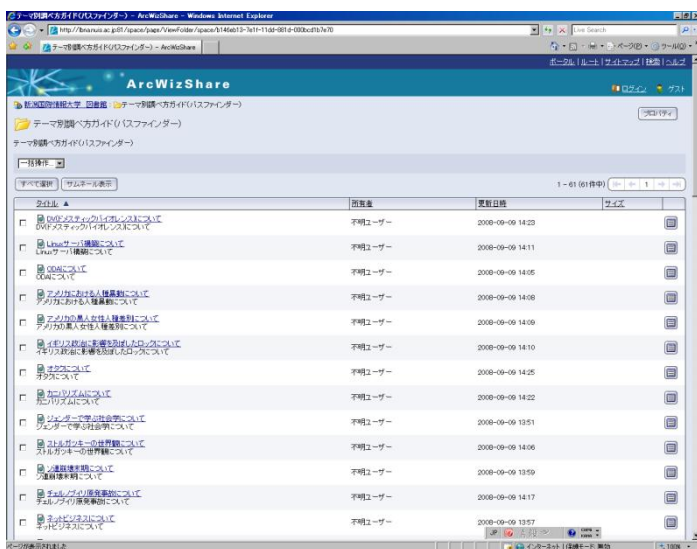 テーマ別調べ方ガイド(パスファインダー) - ArcWizShare - Windows Internet Explorer
Live Search
テーマ別調べ方ガイド(パスファインダー) - ArcWizShare
ページ(P) ツール(O)
ポータル | ルート | サイトマップ | 検索 | ヘルプ
ArcWizShare
ログイン ゲスト
新潟国際情報大学 図書館 : テーマ別調べ方ガイド(パスファインダー)
プロパティ
テーマ別調べ方ガイド(パスファインダー)
テーマ別調べ方ガイド(パスファインダー)
一括操作...
すべて選択 サムネール表示 1 - 61 (61件中) 1
タイトル ▲ 所有者 更新日時 サイズ
DV(ドメスティックバイオレンス)について
DV(ドメスティックバイオレンス)について 不明ユーザー 2008-09-09 14:23
Linuxサーバ構築について
Linuxサーバ構築について 不明ユーザー 2008-09-09 14:11
ODAについて
ODAについて 不明ユーザー 2008-09-09 14:05
アメリカにおける人種暴動について
アメリカにおける人種暴動について 不明ユーザー 2008-09-09 14:08
アメリカの黒人女性人種差別について
アメリカの黒人女性人種差別について 不明ユーザー 2008-09-09 14:09
イギリス政治に影響を及ぼしたロックについて
イギリス政治に影響を及ぼしたロックについて 不明ユーザー 2008-09-09 14:10
オタクについて
オタクについて 不明ユーザー 2008-09-09 14:25
カニバリズムについて
カニバリズムについて 不明ユーザー 2008-09-09 14:22
ジェンダーで学ぶ社会学について
ジェンダーで学ぶ社会学について 不明ユーザー 2008-09-09 13:51
ストルガツキーの世界観について
ストルガツキーの世界観について 不明ユーザー 2008-09-09 14:06
ソ連崩壊末期について
ソ連崩壊末期について 不明ユーザー 2008-09-09 13:59
チェルノブイリ原発事故について
チェルノブイリ原発事故について 不明ユーザー 2008-09-09 14:17
ネットビジネスについて
ネットビジネスについて 不明ユーザー 2008-09-09 13:57
ページが表示されました インターネット | 保護モード: 無効 100%